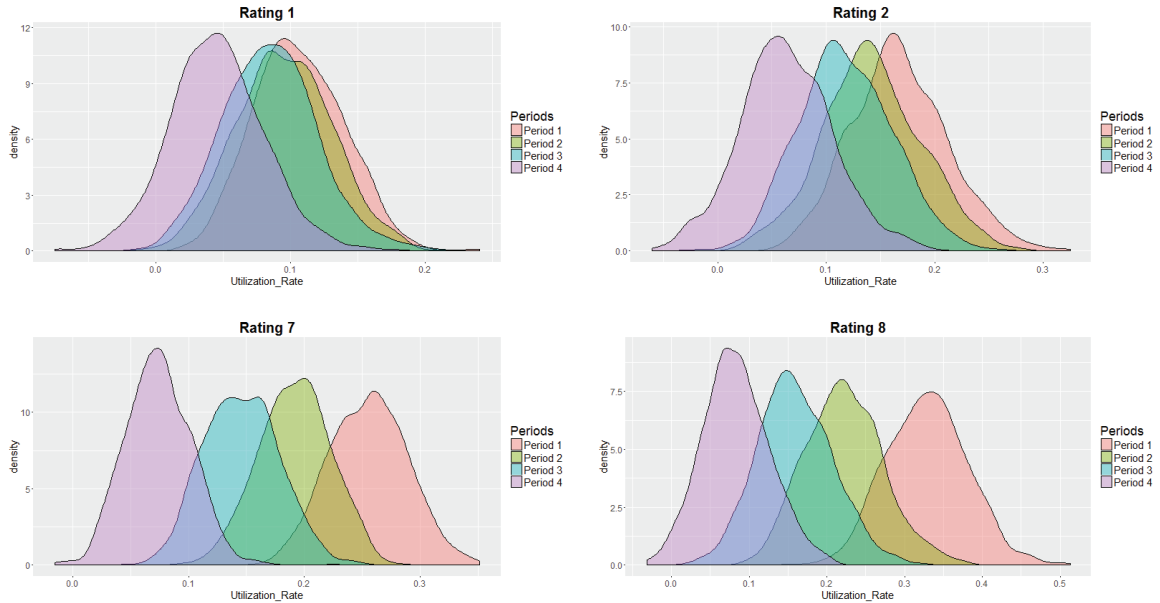 Rating 1
12
9
6
3
0
density
0.0
0.1
0.2
Utilization_Rate
Periods
Period 1
Period 2
Period 3
Period 4
Rating 2
10.0
7.5
5.0
2.5
0.0
density
0.0
0.1
0.2
0.3
Utilization_Rate
Periods
Period 1
Period 2
Period 3
Period 4
Rating 7
10
5
0
density
0.0
0.1
0.2
0.3
Utilization_Rate
Periods
Period 1
Period 2
Period 3
Period 4
Rating 8
7.5
5.0
2.5
0.0
density
0.0
0.1
0.2
0.3
0.4
0.5
Utilization_Rate
Periods
Period 1
Period 2
Period 3
Period 4